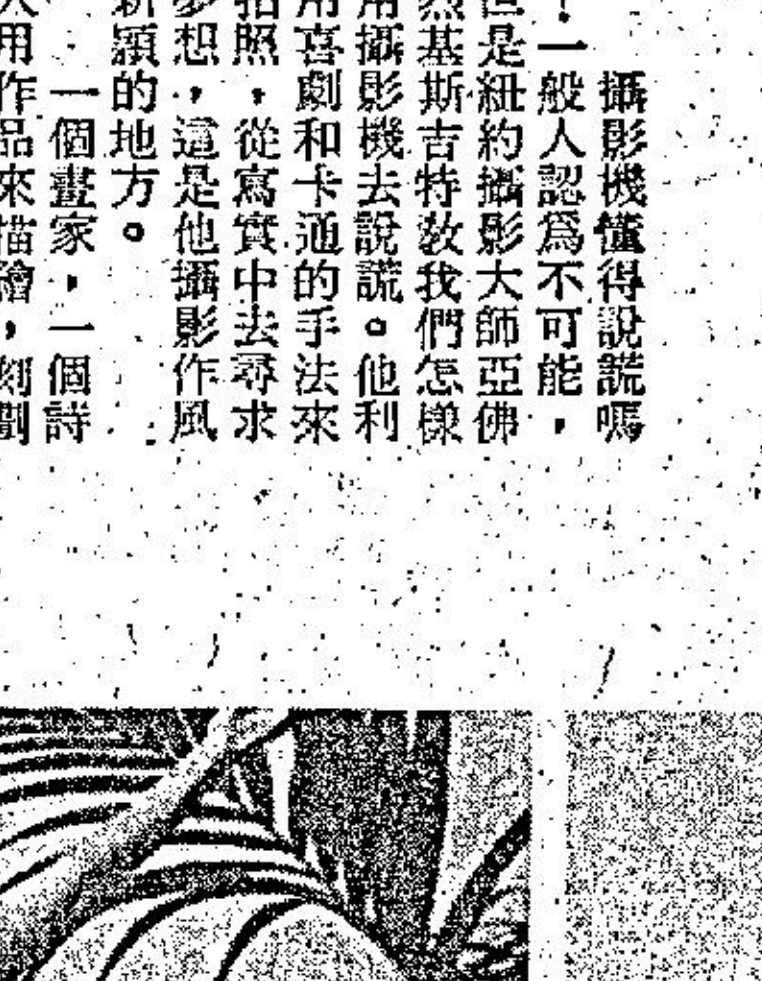 攝影機懂得說謊嗎
！一般人認爲不可能，
但是紐約攝影大師亞佛
烈基斯吉特敎我們怎樣
用攝影機去說謊。他利
用喜劇和卡通的手法來
拍照，從寫實中去尋求
夢想，這是他攝影作風
新穎的地方。
一個畫家，一個詩
人用作品來描繪，刻劃